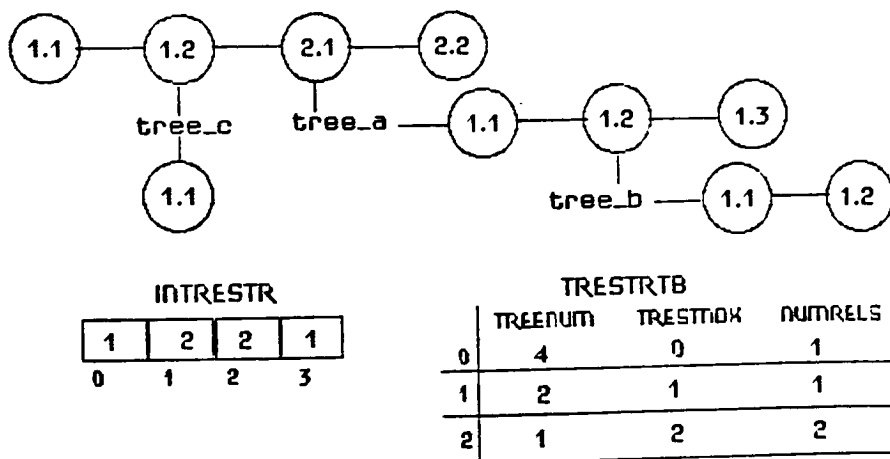 1.1 1.2 2.1 2.2
tree_c tree_a 1.1 1.2 1.3
1.1 tree_b 1.1 1.2
INTRESTR
1 2 2 1
0 1 2 3
TRESTRTB
TREENUM TRESTMDX NUMRELS
0 4 0 1
1 2 1 1
2 1 2 2